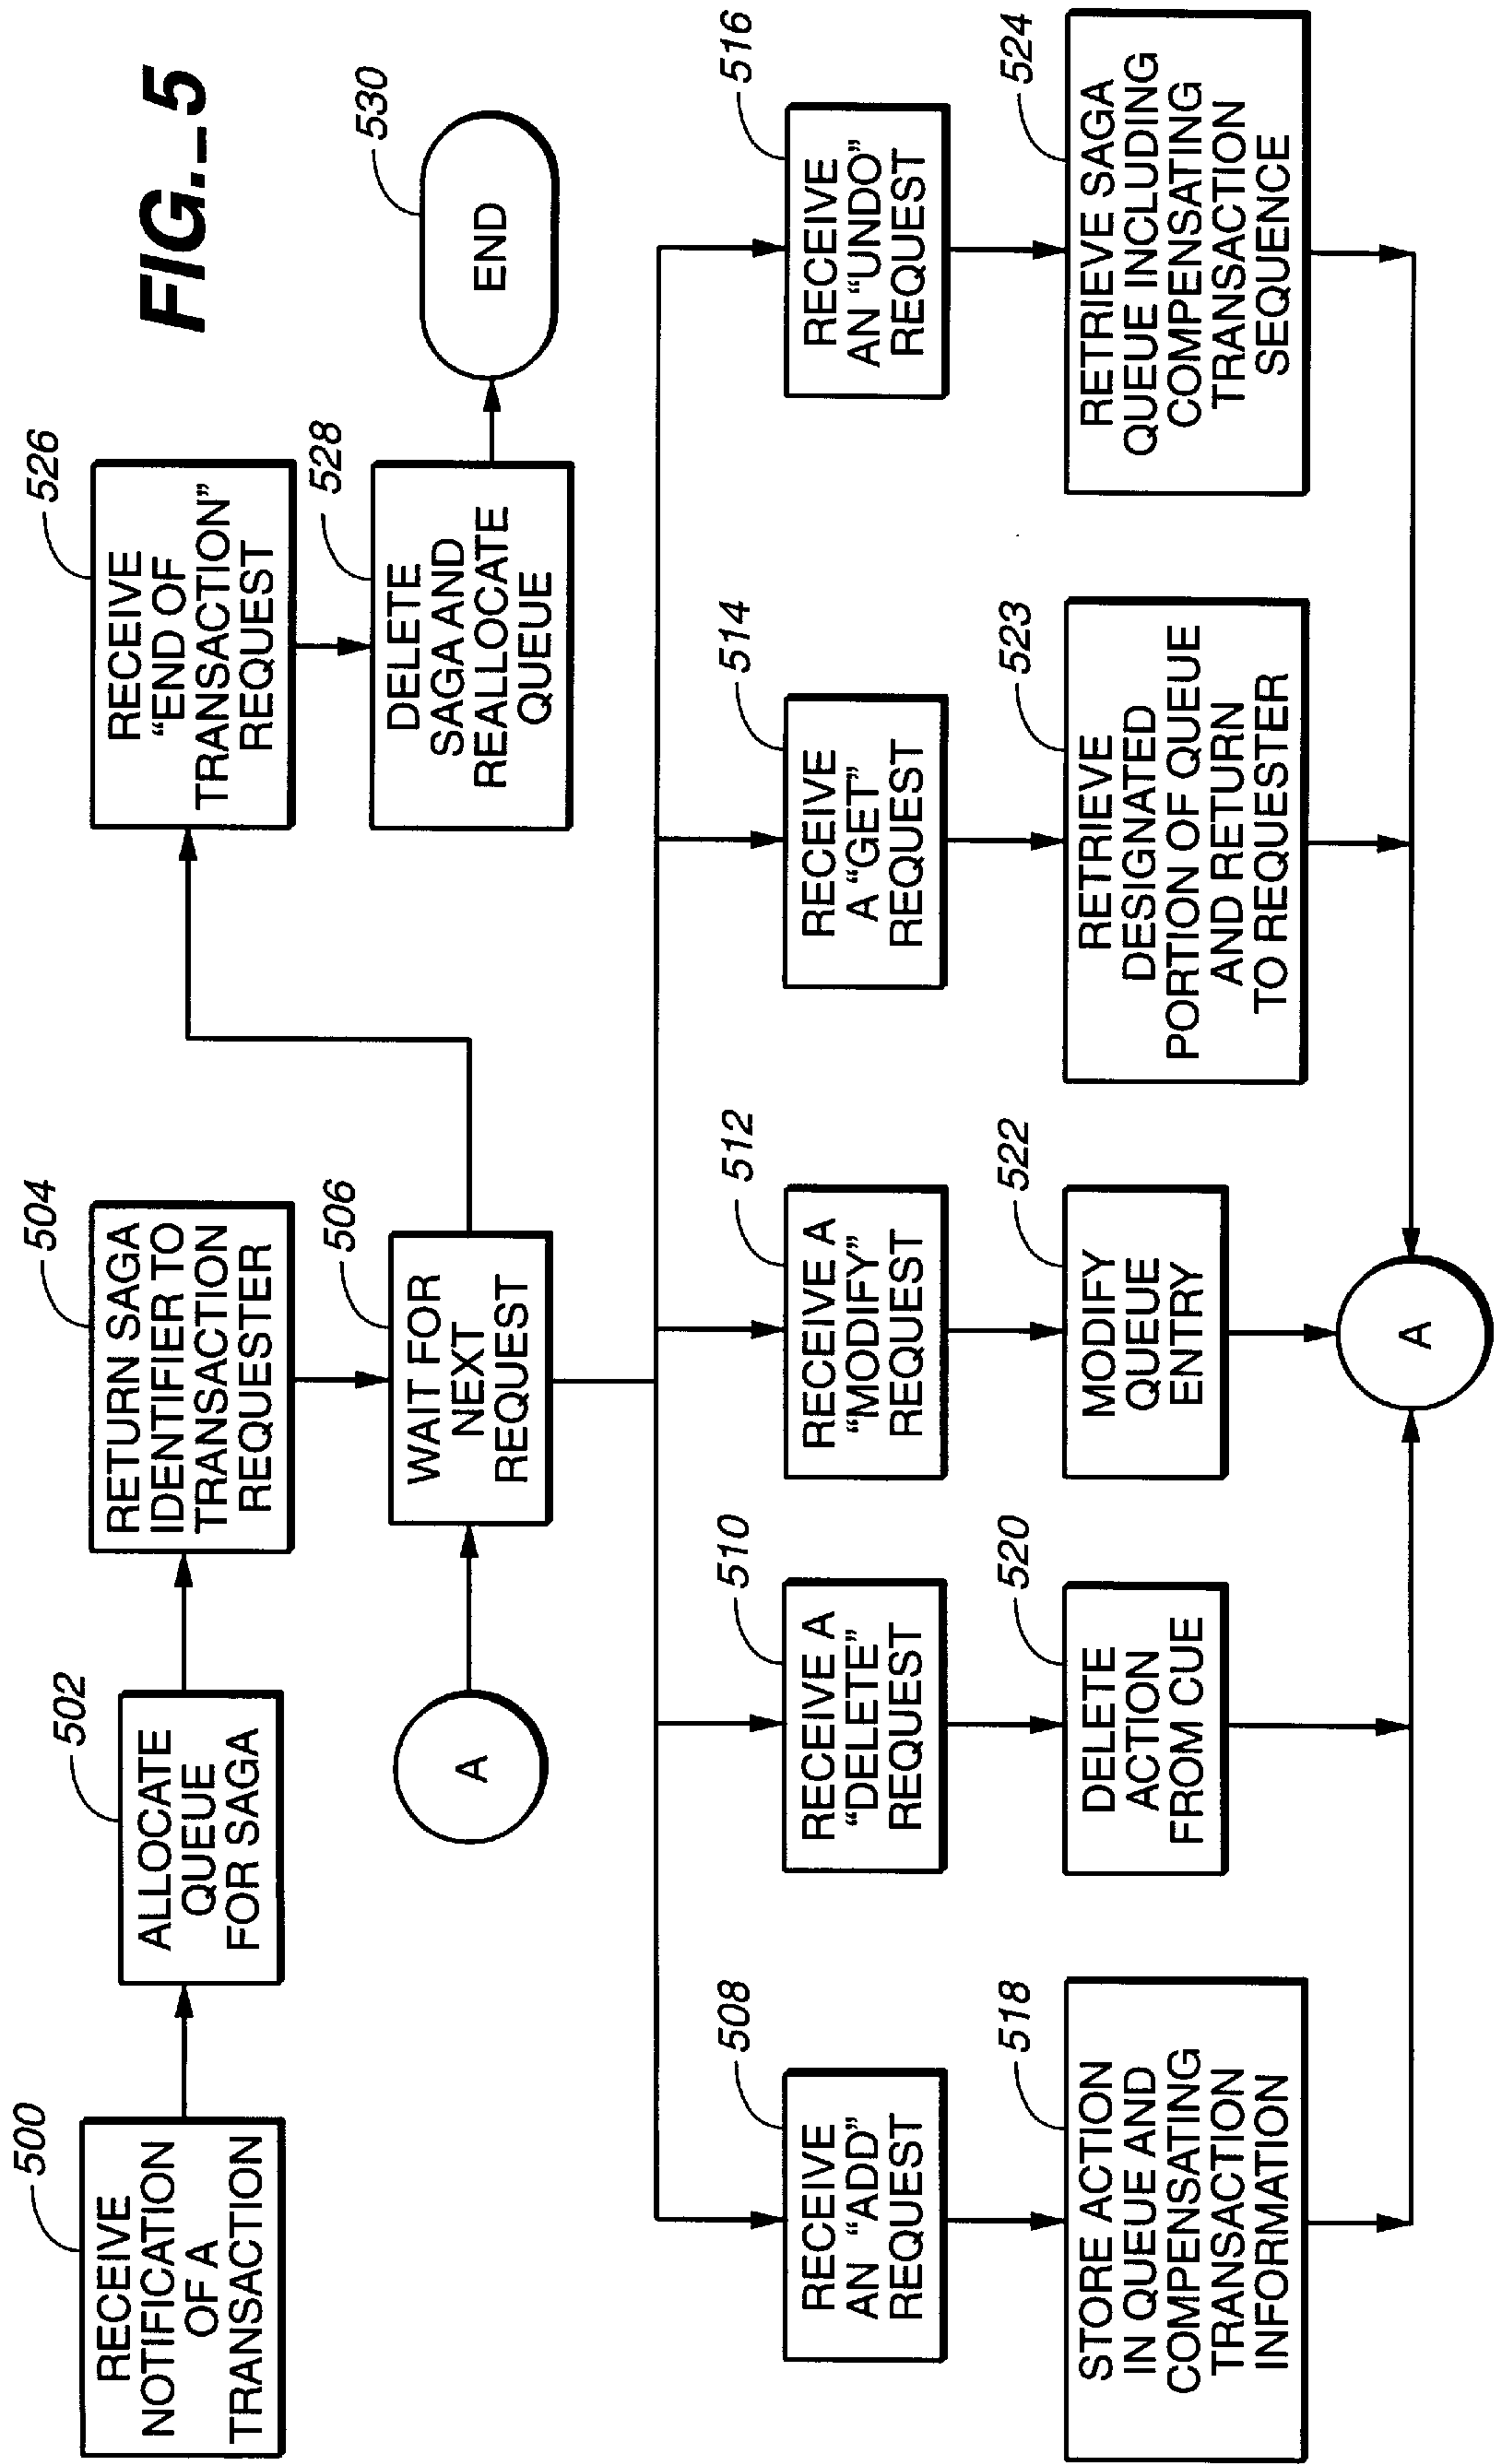 FIG._5
500
RECEIVE
NOTIFICATION
OF A
TRANSACTION
502
ALLOCATE
QUEUE
FOR SAGA
504
RETURN SAGA
IDENTIFIER TO
TRANSACTION
REQUESTER
526
RECEIVE
“END OF
TRANSACTION”
REQUEST
A
506
WAIT FOR
NEXT
REQUEST
528
DELETE
SAGA AND
REALLOCATE
QUEUE
530
END
508
RECEIVE
AN “ADD”
REQUEST
510
RECEIVE A
“DELETE”
REQUEST
512
RECEIVE A
“MODIFY”
REQUEST
514
RECEIVE
A “GET”
REQUEST
516
RECEIVE
AN “UNDO”
REQUEST
518
STORE ACTION
IN QUEUE AND
COMPENSATING
TRANSACTION
INFORMATION
520
DELETE
ACTION
FROM CUE
522
MODIFY
QUEUE
ENTRY
523
RETRIEVE
DESIGNATED
PORTION OF QUEUE
AND RETURN
TO REQUESTER
524
RETRIEVE SAGA
QUEUE INCLUDING
COMPENSATING
TRANSACTION
SEQUENCE
A